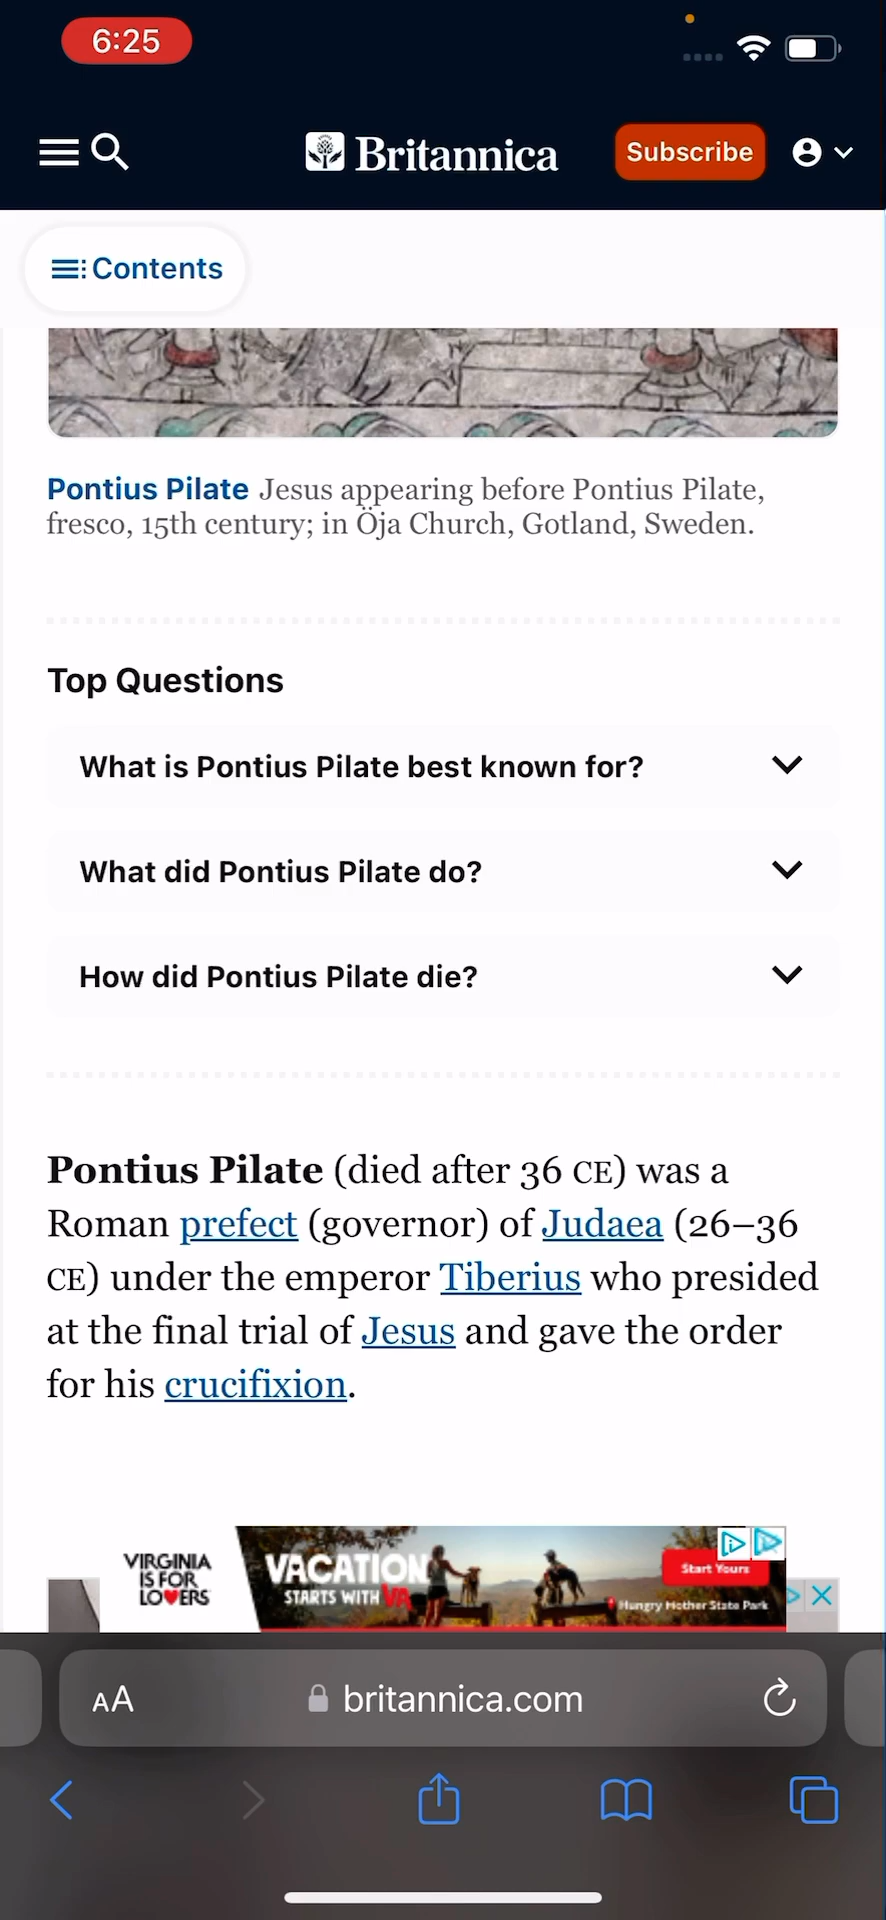 6:25
Britannica
Subscribe
Contents
Pontius Pilate Jesus appearing before Pontius Pilate,
fresco, 15th century; in Öja Church, Gotland, Sweden.
Top Questions
What is Pontius Pilate best known for?
What did Pontius Pilate do?
How did Pontius Pilate die?
Pontius Pilate (died after 36 CE) was a
Roman prefect (governor) of Judaea (26–36
CE) under the emperor Tiberius who presided
at the final trial of Jesus and gave the order
for his crucifixion.
VIRGINIA
IS FOR
LO♥ERS
VACATION
STARTS WITH VA
Start Yours
Hungry Mother State Park
AA
britannica.com